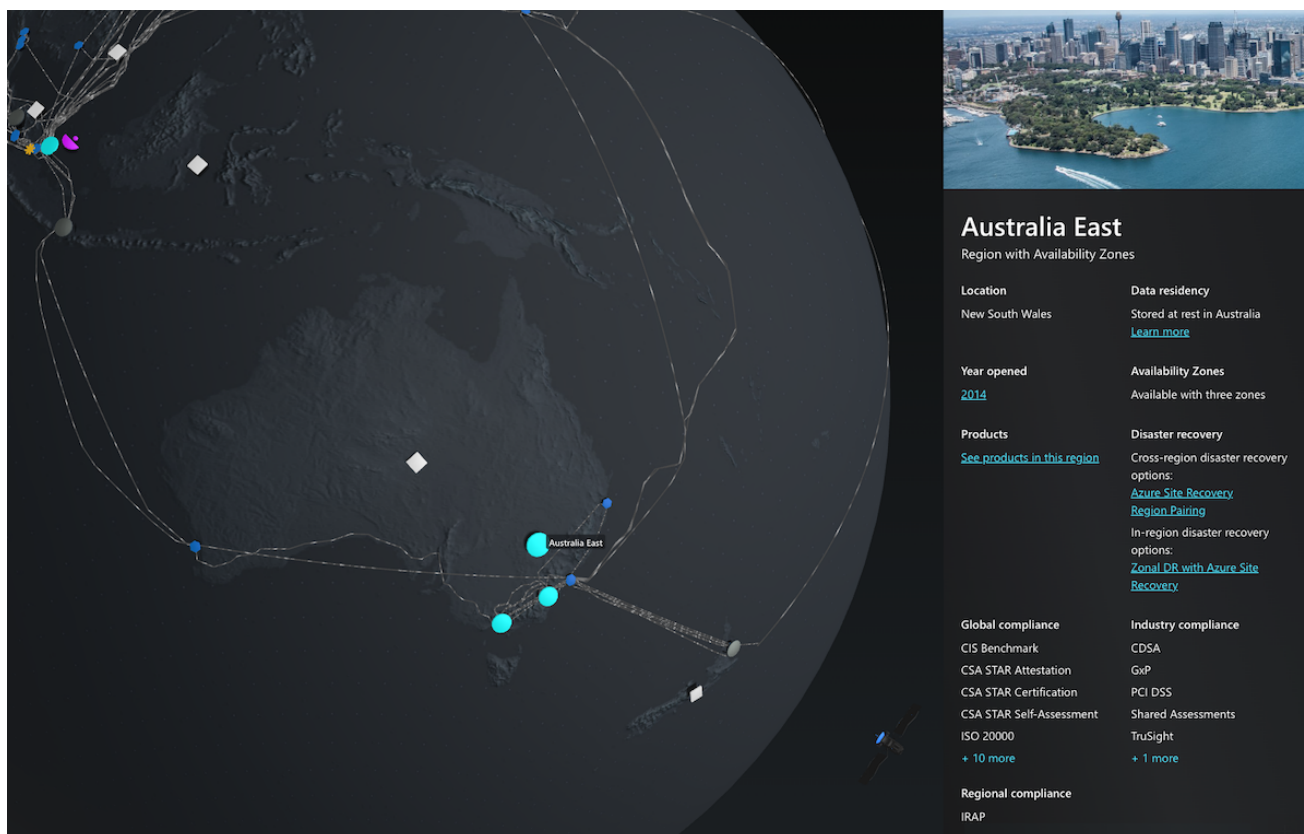 Australia East
Australia East
Region with Availability Zones
Location
New South Wales
Data residency
Stored at rest in Australia
Learn more
Year opened
2014
Availability Zones
Available with three zones
Products
See products in this region
Disaster recovery
Cross-region disaster recovery
options:
Azure Site Recovery
Region Pairing
In-region disaster recovery
options:
Zonal DR with Azure Site
Recovery
Global compliance
CIS Benchmark
CSA STAR Attestation
CSA STAR Certification
CSA STAR Self-Assessment
ISO 20000
+ 10 more
Industry compliance
CDSA
GxP
PCI DSS
Shared Assessments
TruSight
+ 1 more
Regional compliance
IRAP